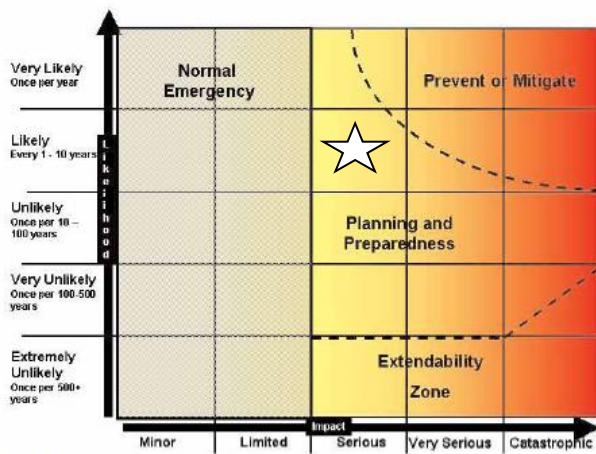 Very Likely
Once per year
Normal
Emergency
Prevent or Mitigate
Likely
Every 1 - 10 years
Likelihood
Unlikely
Once per 10 –
100 years
Planning and
Preparedness
Very Unlikely
Once per 100-500
years
Extremely
Unlikely
Once per 500+
years
Extendability
Zone
Impact
Minor
Limited
Serious
Very Serious
Catastrophic